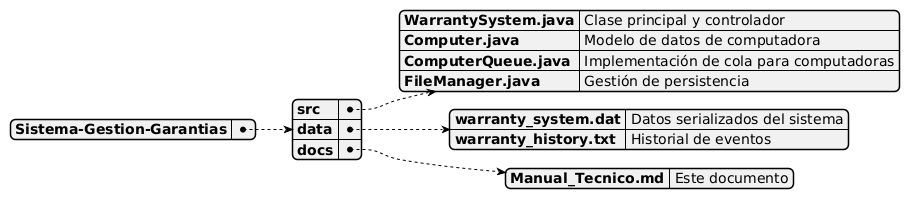 WarrantySystem.java Clase principal y controlador
Computer.java Modelo de datos de computadora
ComputerQueue.java Implementación de cola para computadoras
FileManager.java Gestión de persistencia
Sistema-Gestion-Garantias
src
data
docs
warranty_system.dat Datos serializados del sistema
warranty_history.txt Historial de eventos
Manual_Tecnico.md Este documento